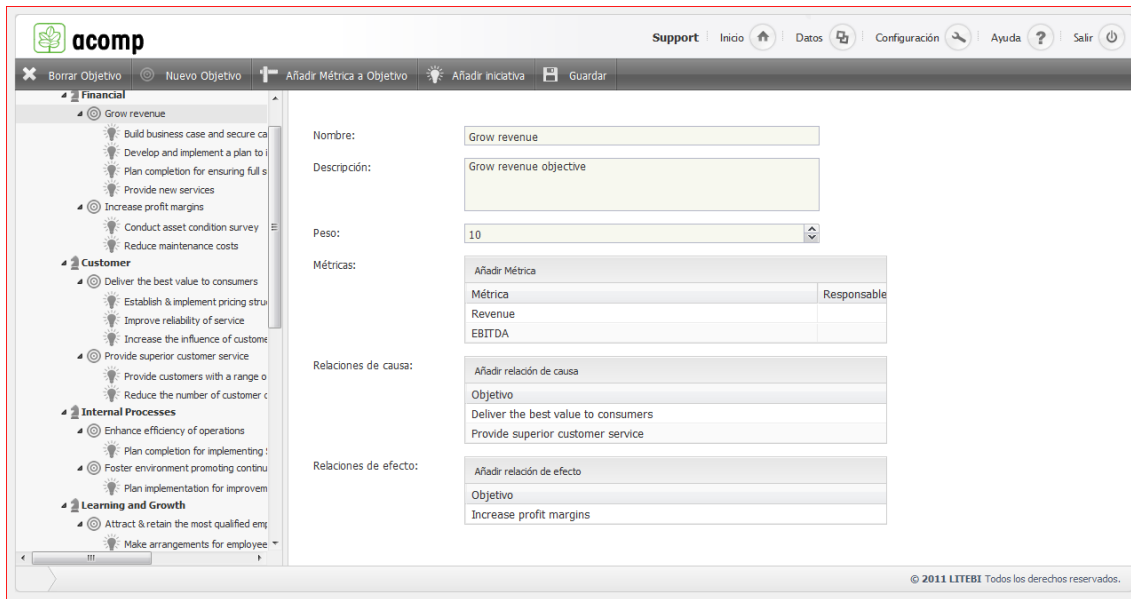 acomp
Support Inicio Datos Configuración Ayuda ? Salir
Borrar Objetivo Nuevo Objetivo Añadir Métrica a Objetivo Añadir iniciativa Guardar
Financial
Grow revenue
Build business case and secure ca
Develop and implement a plan to i
Plan completion for ensuring full s
Provide new services
Increase profit margins
Conduct asset condition survey
Reduce maintenance costs
Customer
Deliver the best value to consumers
Establish & implement pricing stru
Improve reliability of service
Increase the influence of custome
Provide superior customer service
Provide customers with a range o
Reduce the number of customer c
Internal Processes
Enhance efficiency of operations
Plan completion for implementing
Foster environment promoting continu
Plan implementation for improvem
Learning and Growth
Attract & retain the most qualified emp
Make arrangements for employee
Nombre: Grow revenue
Descripción: Grow revenue objective
Peso: 10
Métricas: Añadir Métrica
Métrica Responsable
Revenue
EBITDA
Relaciones de causa: Añadir relación de causa
Objetivo
Deliver the best value to consumers
Provide superior customer service
Relaciones de efecto: Añadir relación de efecto
Objetivo
Increase profit margins
© 2011 LITEBI Todos los derechos reservados.